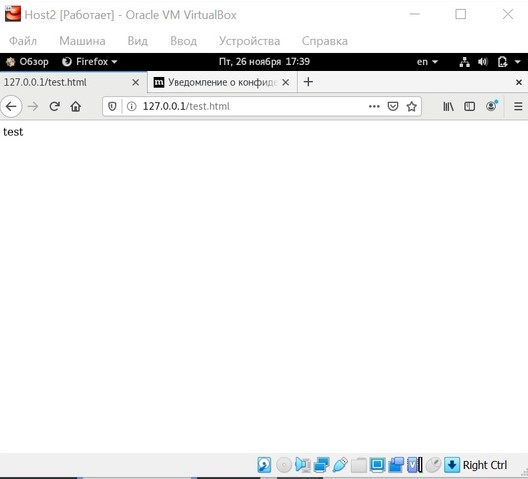 Host2 [Работает] - Oracle VM VirtualBox
Файл Машина Вид Ввод Устройства Справка
Обзор Firefox Пт, 26 ноября 17:39 en
127.0.0.1/test.html Уведомление о конфиде
127.0.0.1/test.html
test
Right Ctrl